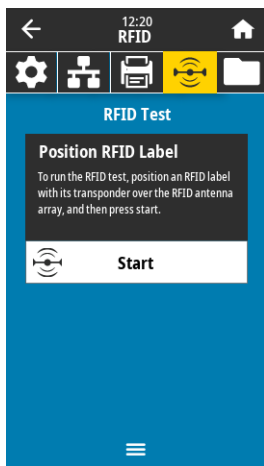 12:20
RFID
RFID Test
Position RFID Label
To run the RFID test, position an RFID label
with its transponder over the RFID antenna
array, and then press start.
Start